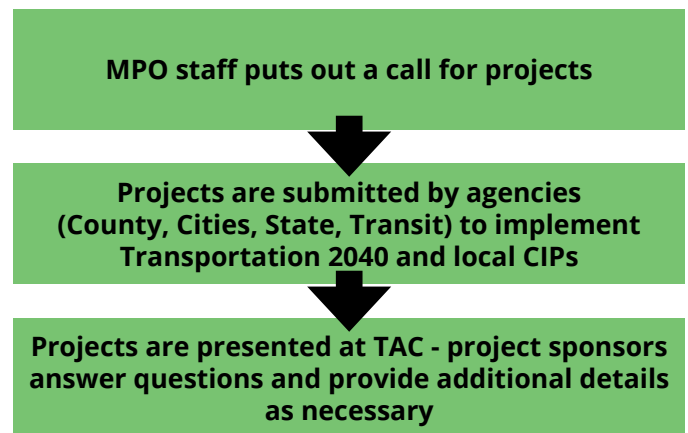 MPO staff puts out a call for projects
Projects are submitted by agencies
(County, Cities, State, Transit) to implement
Transportation 2040 and local CIPs
Projects are presented at TAC - project sponsors
answer questions and provide additional details
as necessary